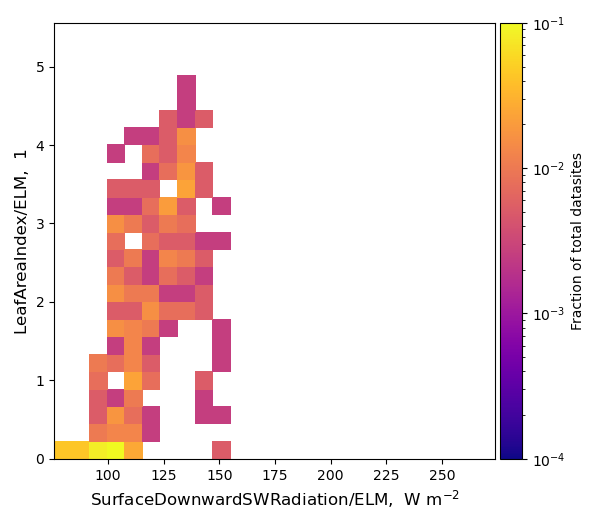 LeafAreaIndex/ELM, 1
5
4
3
2
1
0
100 125 150 175 200 225 250
SurfaceDownwardSWRadiation/ELM, W m⁻²
10⁻¹
10⁻²
10⁻³
10⁻⁴
Fraction of total datasites